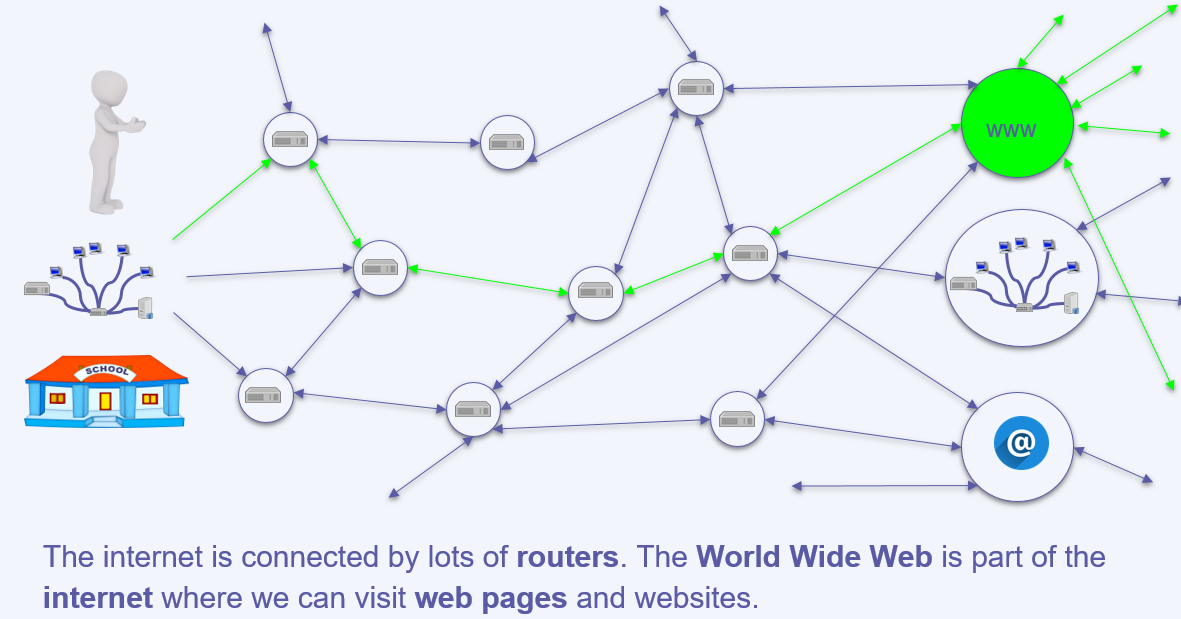 www
SCHOOL
@
The internet is connected by lots of routers. The World Wide Web is part of the
internet where we can visit web pages and websites.